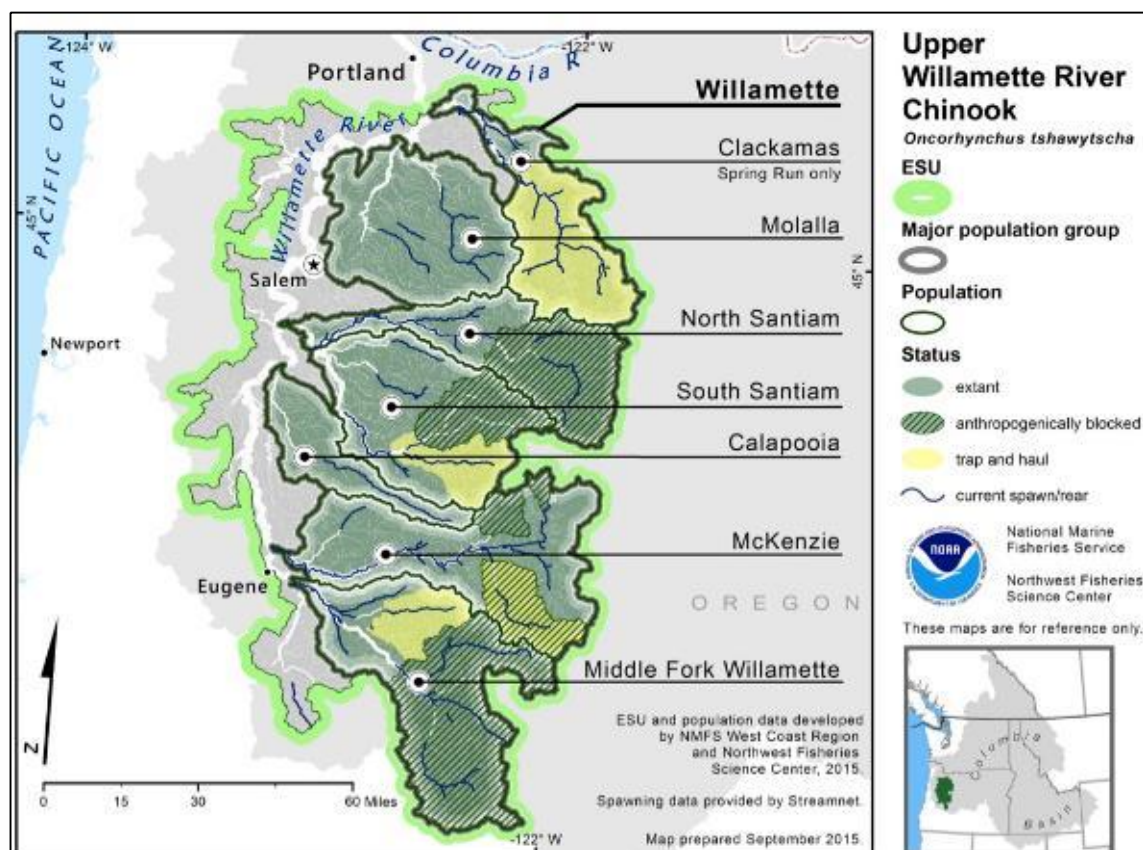 -124° W
-122° W
Columbia R
Portland
Willamette
Willamette River
Clackamas
Spring Run only
PACIFIC OCEAN
45° N
Molalla
Salem
45° N
North Santiam
Newport
South Santiam
Calapooia
McKenzie
Eugene
OREGON
Middle Fork Willamette
ESU and population data developed
by NMFS West Coast Region
and Northwest Fisheries
Science Center, 2015.
Spawning data provided by Streamnet.
Map prepared September 2015.
N
0 15 30 60 Miles
-122° W
Upper
Willamette River
Chinook
Oncorhynchus tshawytscha
ESU
Major population group
Population
Status
extant
anthropogenically blocked
trap and haul
current spawn/rear
NOAA
National Marine
Fisheries Service
Northwest Fisheries
Science Center
These maps are for reference only.
Columbia
Basin